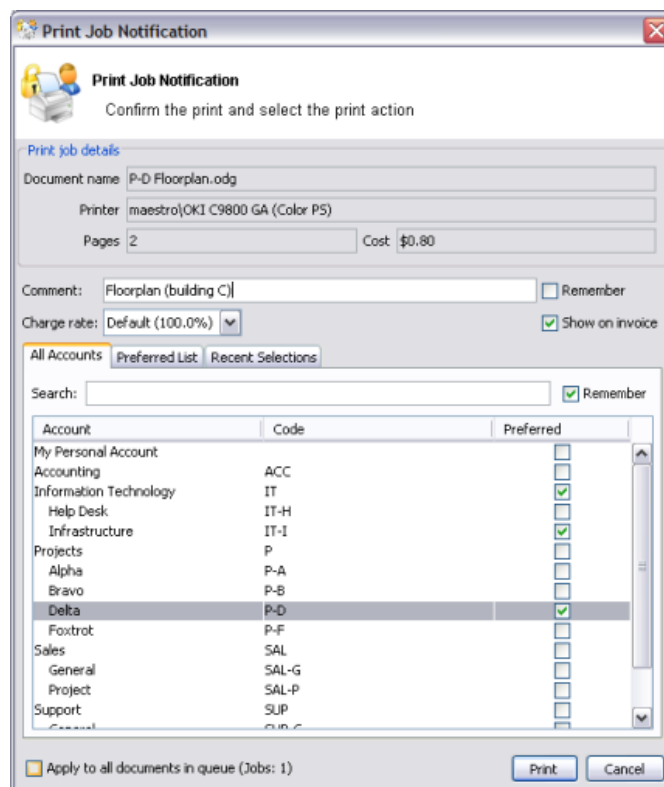 Print Job Notification
Print Job Notification
Confirm the print and select the print action
Print job details
Document name P-D Floorplan.odg
Printer maestro\OKI C9800 GA (Color PS)
Pages 2 Cost $0.80
Comment: Floorplan (building C) Remember
Charge rate: Default (100.0%) Show on invoice
All Accounts Preferred List Recent Selections
Search: Remember
Account Code Preferred
My Personal Account
Accounting ACC
Information Technology IT
Help Desk IT-H
Infrastructure IT-I
Projects P
Alpha P-A
Bravo P-B
Delta P-D
Foxtrot P-F
Sales SAL
General SAL-G
Project SAL-P
Support SUP
General SUP-G
Apply to all documents in queue (Jobs: 1) Print Cancel